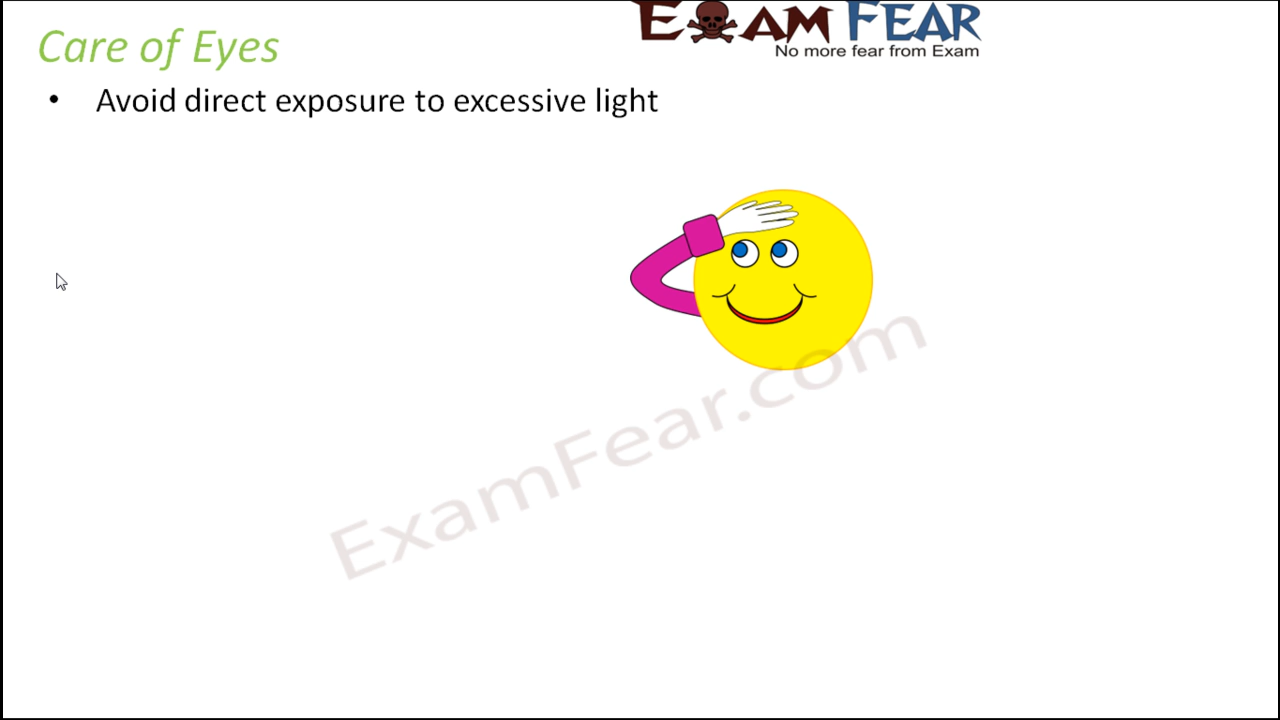 EXAM FEAR
No more fear from Exam
Care of Eyes
• Avoid direct exposure to excessive light
ExamFear.com